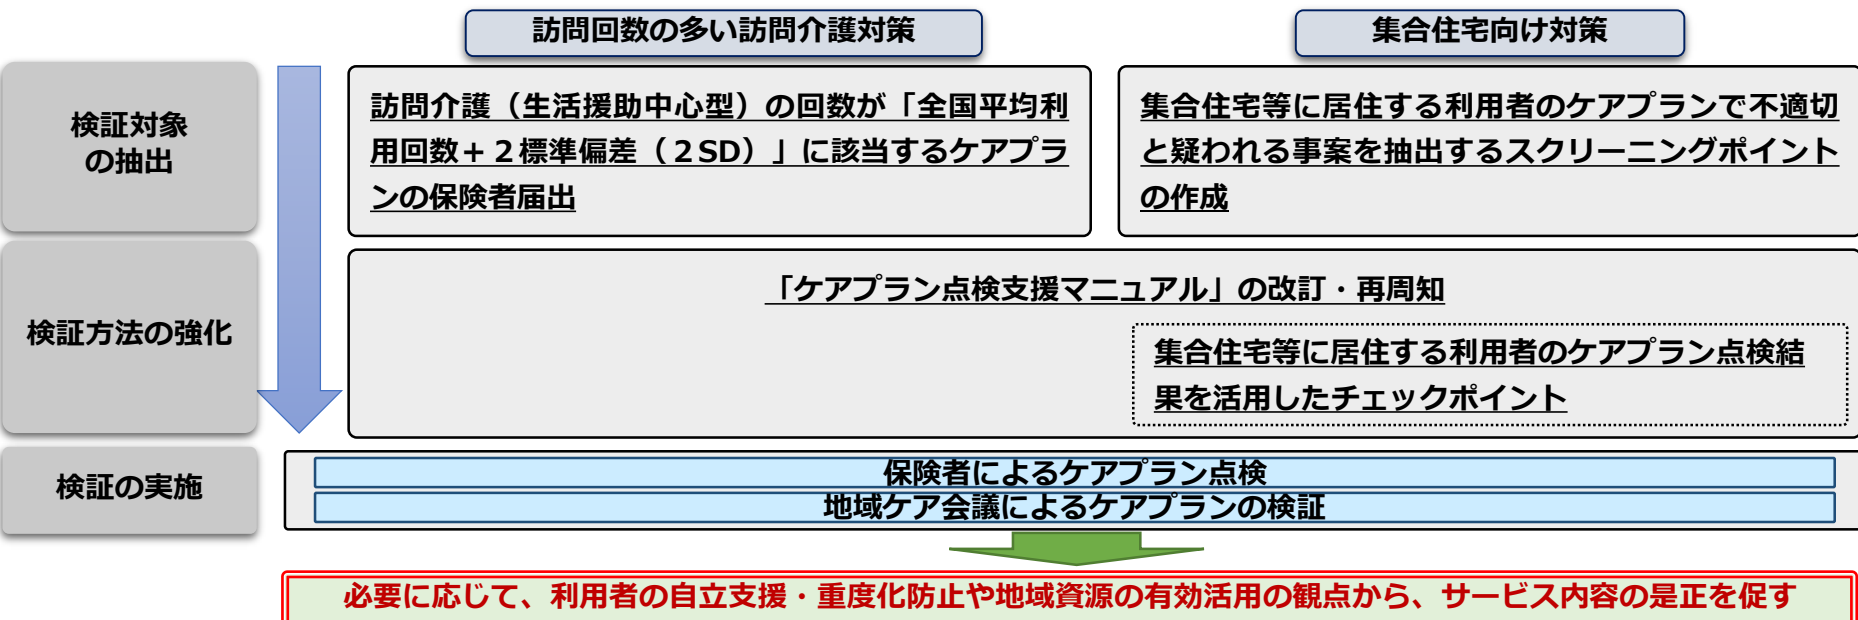 訪問回数の多い訪問介護対策
集合住宅向け対策
検証対象
の抽出
訪問介護（生活援助中心型）の回数が「全国平均利
用回数＋２標準偏差（２SD）」に該当するケアプラ
ンの保険者届出
集合住宅等に居住する利用者のケアプランで不適切
と疑われる事案を抽出するスクリーニングポイント
の作成
検証方法の強化
「ケアプラン点検支援マニュアル」の改訂・再周知
集合住宅等に居住する利用者のケアプラン点検結
果を活用したチェックポイント
検証の実施
保険者によるケアプラン点検
地域ケア会議によるケアプランの検証
必要に応じて、利用者の自立支援・重度化防止や地域資源の有効活用の観点から、サービス内容の是正を促す